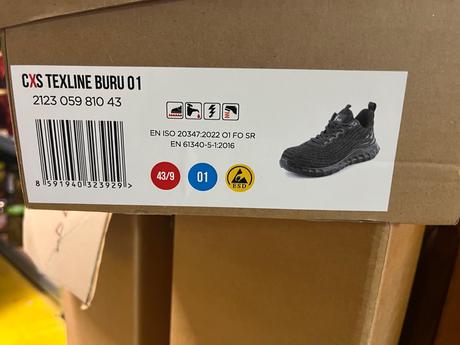 CXS TEXLINE BURU 01
2123 059 810 43
EN ISO 20347:2022 O1 FO SR
EN 61340-5-1:2016
8 591940 323929 >
43/9
01
ESD